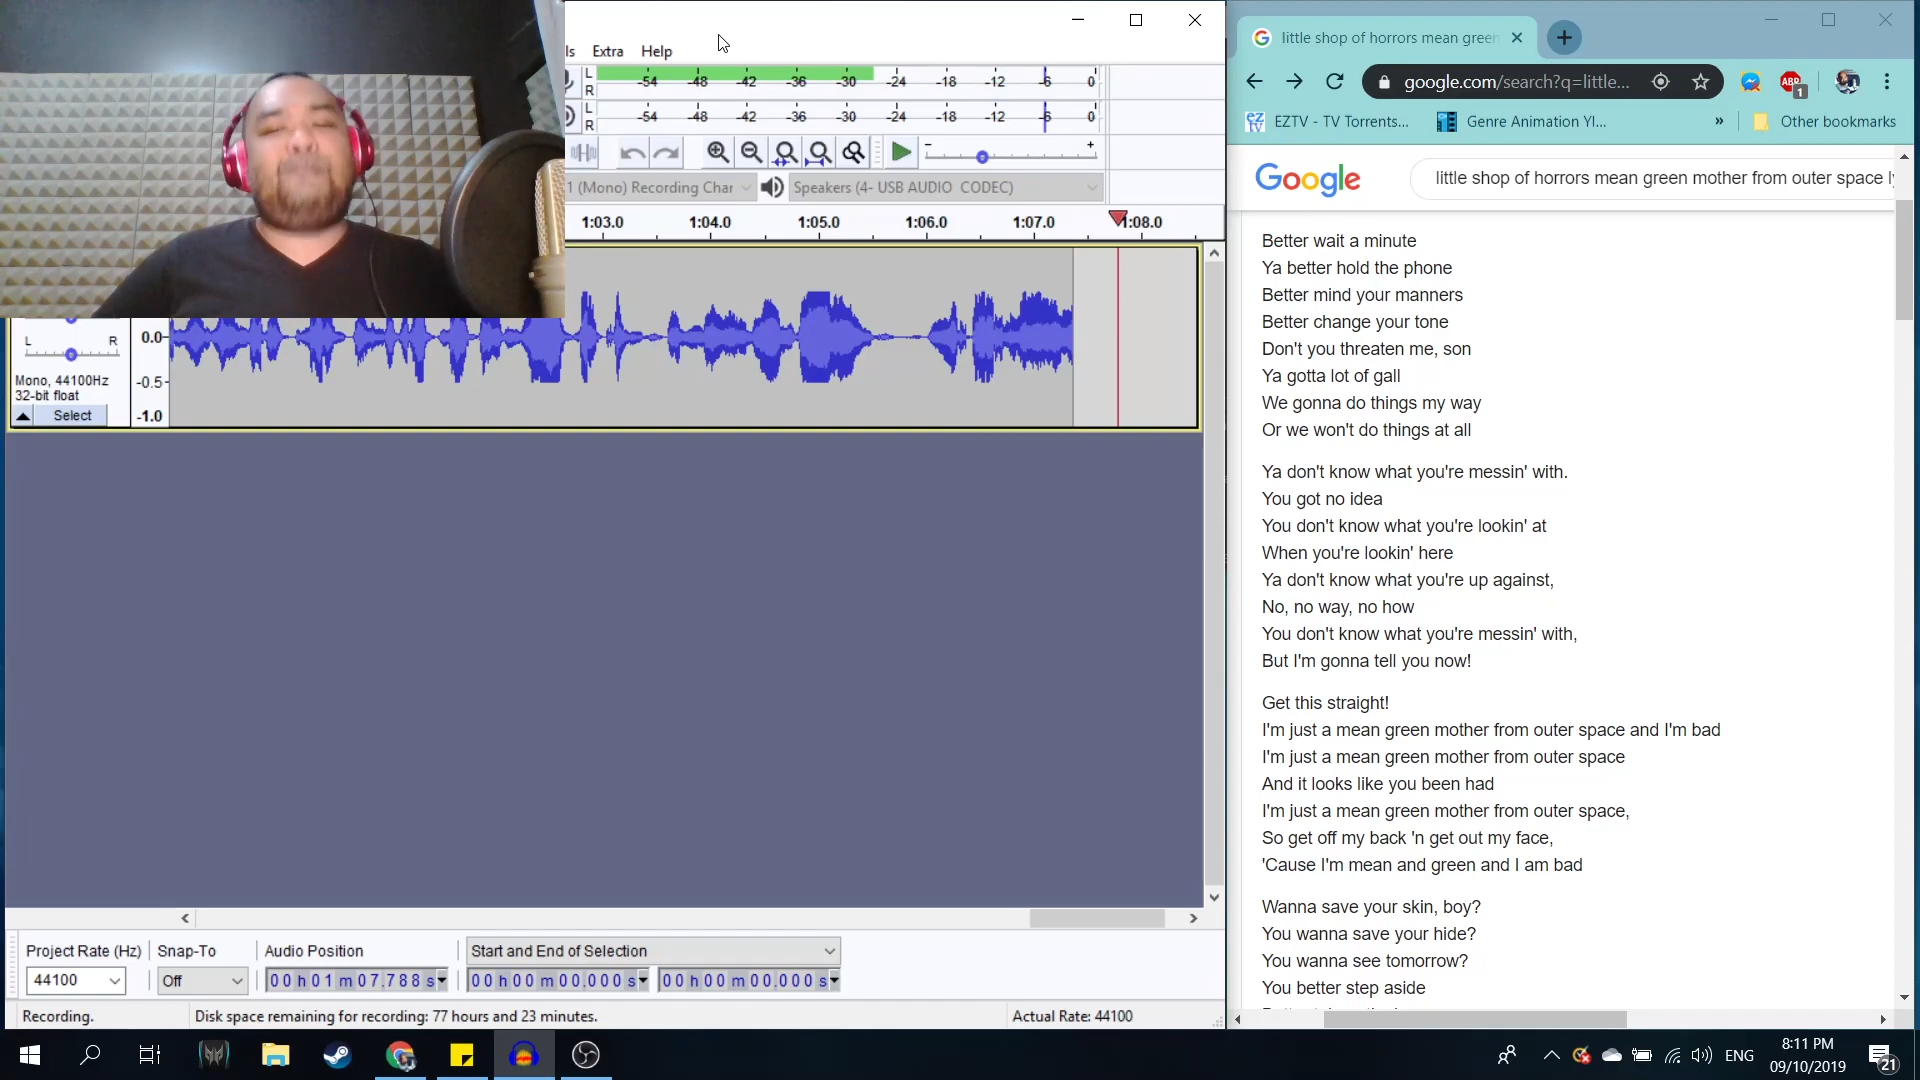 ls Extra Help
L -54 -48 -42 -36 -30 -24 -18 -12 -6 0
R
L -54 -48 -42 -36 -30 -24 -18 -12 -6 0
R
- +
1 (Mono) Recording Char
Speakers (4- USB AUDIO CODEC)
1:03.0 1:04.0 1:05.0 1:06.0 1:07.0 1:08.0
L R
0.0
-0.5
-1.0
Mono, 44100Hz
32-bit float
Select
Project Rate (Hz) Snap-To Audio Position Start and End of Selection
44100 Off 00 h 01 m 07.788 s 00 h 00 m 00.000 s 00 h 00 m 00.000 s
Recording. Disk space remaining for recording: 77 hours and 23 minutes. Actual Rate: 44100
little shop of horrors mean green
google.com/search?q=little...
ABP
1
EZTV - TV Torrents... Genre Animation YI... » Other bookmarks
Google
little shop of horrors mean green mother from outer space ly
Better wait a minute
Ya better hold the phone
Better mind your manners
Better change your tone
Don't you threaten me, son
Ya gotta lot of gall
We gonna do things my way
Or we won't do things at all
Ya don't know what you're messin' with.
You got no idea
You don't know what you're lookin' at
When you're lookin' here
Ya don't know what you're up against,
No, no way, no how
You don't know what you're messin' with,
But I'm gonna tell you now!
Get this straight!
I'm just a mean green mother from outer space and I'm bad
I'm just a mean green mother from outer space
And it looks like you been had
I'm just a mean green mother from outer space,
So get off my back 'n get out my face,
'Cause I'm mean and green and I am bad
Wanna save your skin, boy?
You wanna save your hide?
You wanna see tomorrow?
You better step aside
ENG
8:11 PM
09/10/2019
21